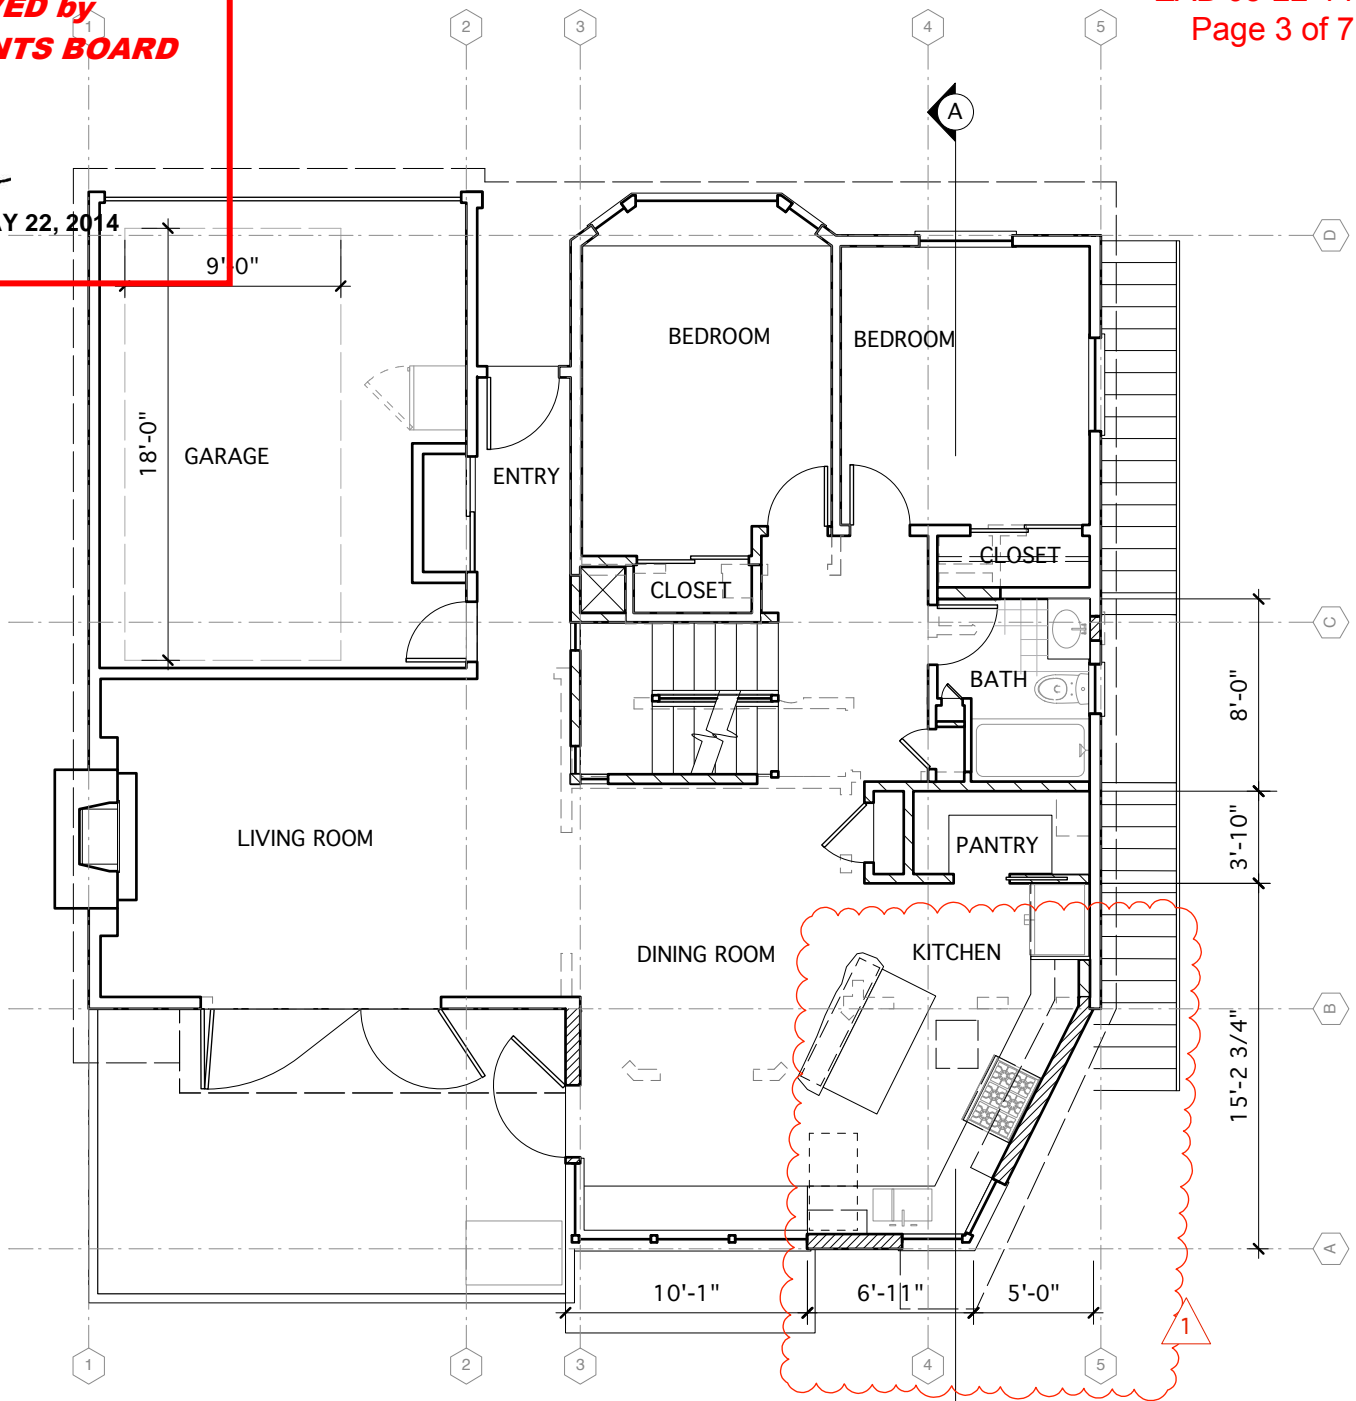 by
NTS BOARD
Y 22, 2014
Page 3 of 7
1
2
3
4
5
A
D
9'-0"
BEDROOM
BEDROOM
18'-0"
GARAGE
ENTRY
CLOSET
CLOSET
C
BATH
8'-0"
LIVING ROOM
PANTRY
3'-10"
DINING ROOM
KITCHEN
B
15'-2 3/4"
A
10'-1"
6'-11"
5'-0"
1
1
2
3
4
5